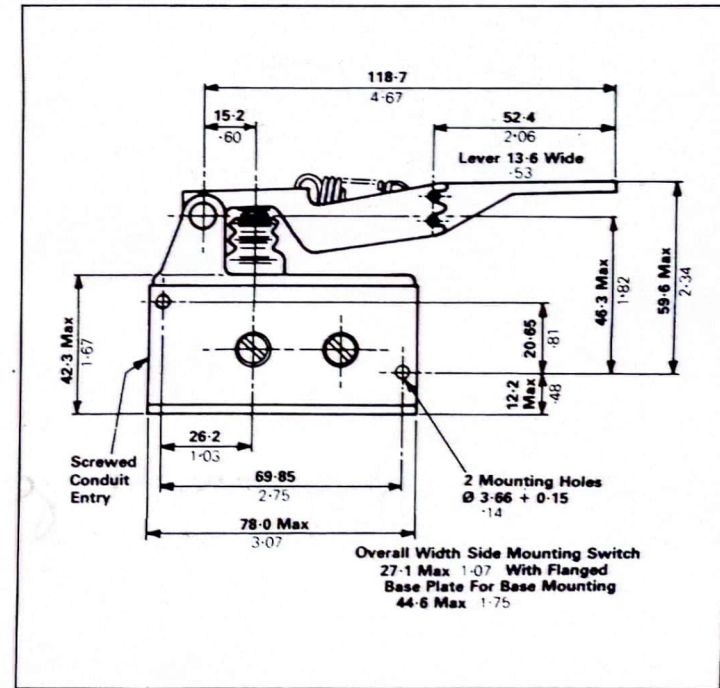 118·7
4·67
15·2
·60
52·4
2·06
Lever 13·6 Wide
·53
42·3 Max
1·67
20·65
·81
46·3 Max
1·82
59·6 Max
2·34
12·2
Max
·48
26·2
1·03
69·85
2·75
78·0 Max
3·07
Screwed
Conduit
Entry
2 Mounting Holes
Ø 3·66 + 0·15
·14
Overall Width Side Mounting Switch
27·1 Max 1·07 With Flanged
Base Plate For Base Mounting
44·6 Max 1·75